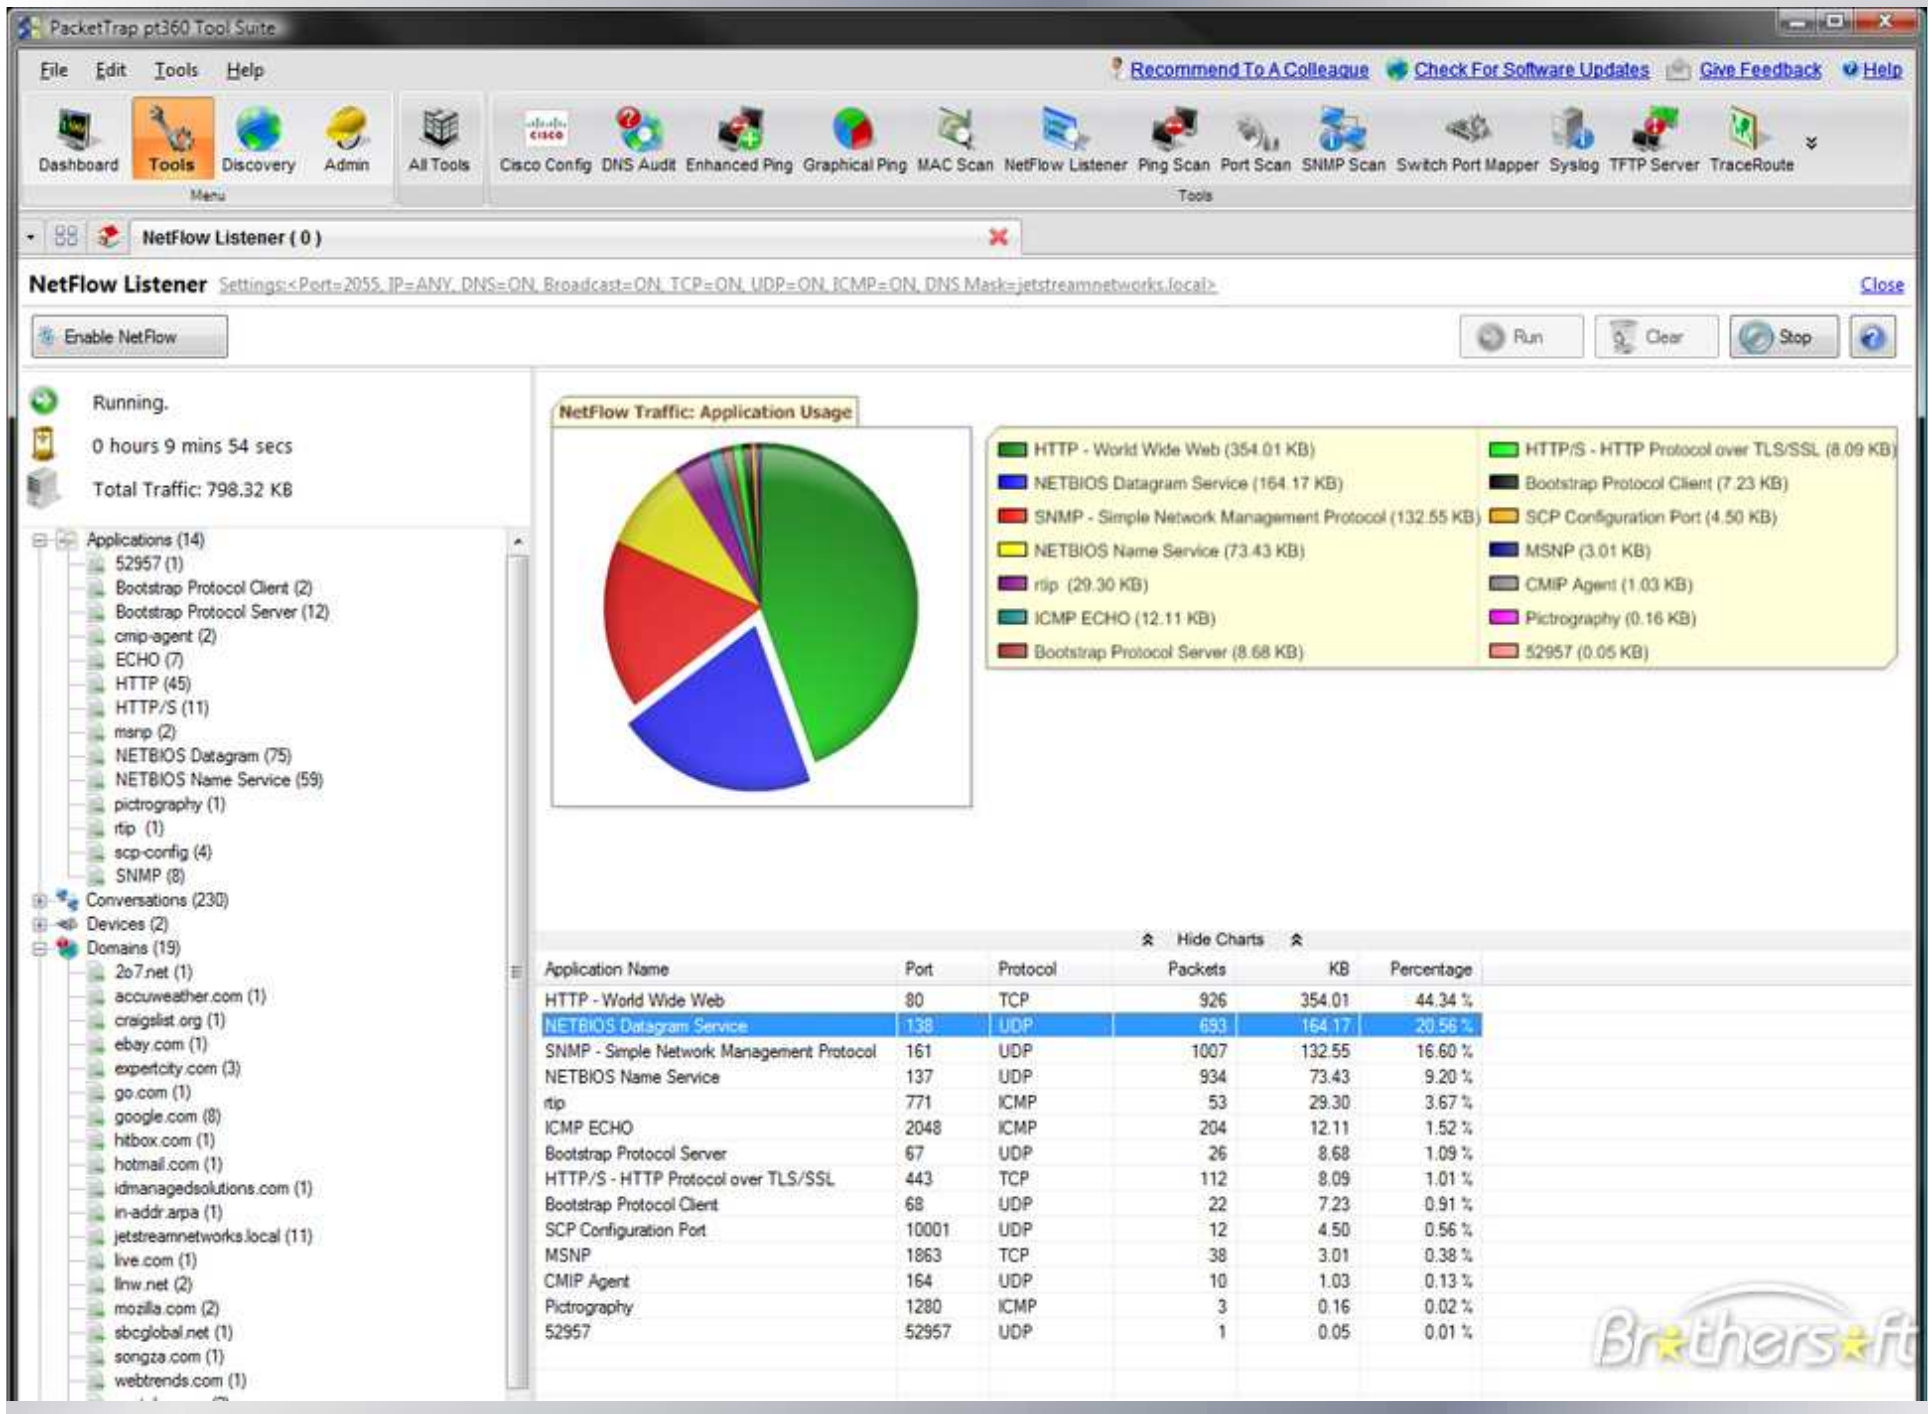 PacketTrap pt360 Tool Suite
File Edit Tools Help
Recommend To A Colleague Check For Software Updates Give Feedback Help
Dashboard Tools Discovery Admin All Tools Cisco Config DNS Audit Enhanced Ping Graphical Ping MAC Scan NetFlow Listener Ping Scan Port Scan SNMP Scan Switch Port Mapper Syslog TFTP Server TraceRoute
Menu Tools
NetFlow Listener ( 0 )
NetFlow Listener Settings:<Port=2055, IP=ANY, DNS=ON, Broadcast=ON, TCP=ON, UDP=ON, ICMP=ON, DNS Mask=jetstreamnetworks.local> Close
Enable NetFlow Run Clear Stop
Running.
0 hours 9 mins 54 secs
Total Traffic: 798.32 KB
Applications (14)
52957 (1)
Bootstrap Protocol Client (2)
Bootstrap Protocol Server (12)
cmip-agent (2)
ECHO (7)
HTTP (45)
HTTP/S (11)
msnp (2)
NETBIOS Datagram (75)
NETBIOS Name Service (59)
pictrography (1)
rtip (1)
scp-config (4)
SNMP (8)
Conversations (230)
Devices (2)
Domains (19)
2o7.net (1)
accuweather.com (1)
craigslist.org (1)
ebay.com (1)
expertcity.com (3)
go.com (1)
google.com (8)
hitbox.com (1)
hotmail.com (1)
idmanagedsolutions.com (1)
in-addr.arpa (1)
jetstreamnetworks.local (11)
live.com (1)
llnw.net (2)
mozilla.com (2)
sbcglobal.net (1)
songza.com (1)
webtrends.com (1)
NetFlow Traffic: Application Usage
HTTP - World Wide Web (354.01 KB)
NETBIOS Datagram Service (164.17 KB)
SNMP - Simple Network Management Protocol (132.55 KB)
NETBIOS Name Service (73.43 KB)
rtip (29.30 KB)
ICMP ECHO (12.11 KB)
Bootstrap Protocol Server (8.68 KB)
HTTP/S - HTTP Protocol over TLS/SSL (8.09 KB)
Bootstrap Protocol Client (7.23 KB)
SCP Configuration Port (4.50 KB)
MSNP (3.01 KB)
CMIP Agent (1.03 KB)
Pictrography (0.16 KB)
52957 (0.05 KB)
Hide Charts
Application Name Port Protocol Packets KB Percentage
HTTP - World Wide Web 80 TCP 926 354.01 44.34 %
NETBIOS Datagram Service 138 UDP 693 164.17 20.56 %
SNMP - Simple Network Management Protocol 161 UDP 1007 132.55 16.60 %
NETBIOS Name Service 137 UDP 934 73.43 9.20 %
rtip 771 ICMP 53 29.30 3.67 %
ICMP ECHO 2048 ICMP 204 12.11 1.52 %
Bootstrap Protocol Server 67 UDP 26 8.68 1.09 %
HTTP/S - HTTP Protocol over TLS/SSL 443 TCP 112 8.09 1.01 %
Bootstrap Protocol Client 68 UDP 22 7.23 0.91 %
SCP Configuration Port 10001 UDP 12 4.50 0.56 %
MSNP 1863 TCP 38 3.01 0.38 %
CMIP Agent 164 UDP 10 1.03 0.13 %
Pictrography 1280 ICMP 3 0.16 0.02 %
52957 52957 UDP 1 0.05 0.01 %
Brothersoft